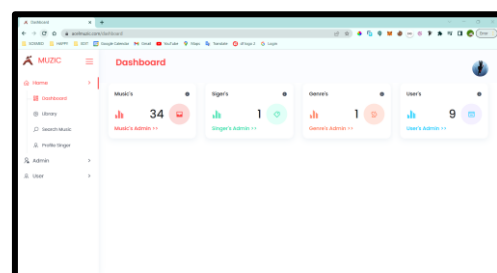 Dashboard
MUZIC
Home
Dashboard
Library
Search Music
Profile Singer
Admin
User
Dashboard
Music's
34
Music's Admin >>
Siger's
1
Singer's Admin >>
Genre's
1
Genre's Admin >>
User's
9
User's Admin >>